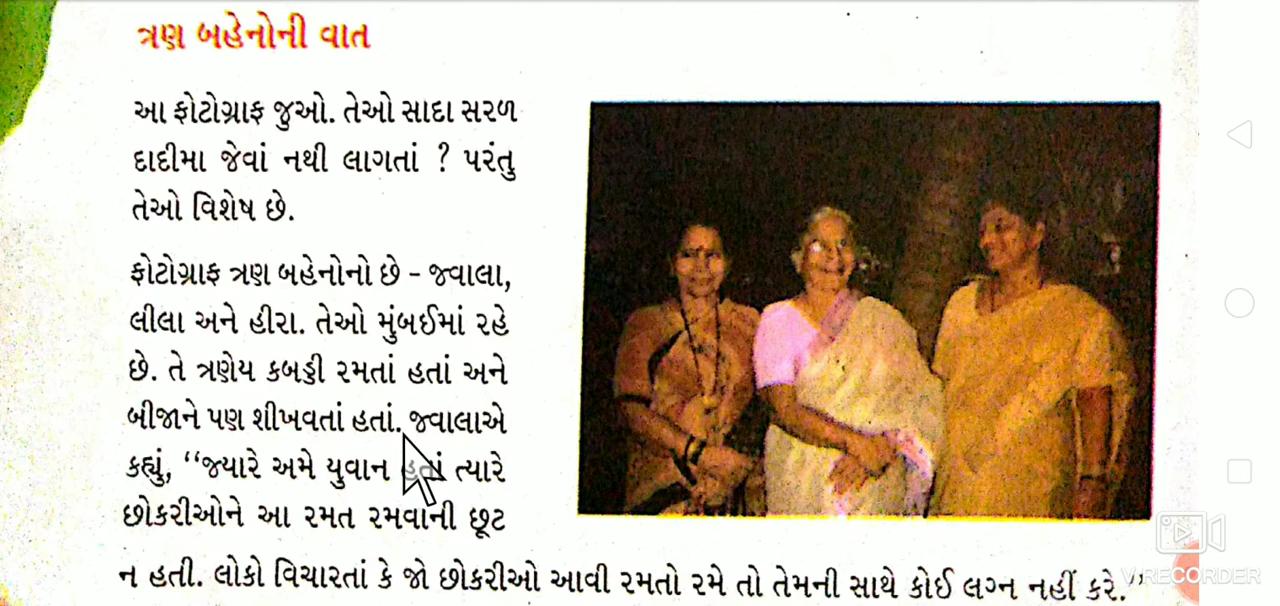 ત્રણ બહેનોની વાત
આ ફોટોગ્રાફ જુઓ. તેઓ સાદા સરળ
દાદીમા જેવાં નથી લાગતાં ? પરંતુ
તેઓ વિશેષ છે.
ફોટોગ્રાફ ત્રણ બહેનોનો છે – જ્વાલા,
લીલા અને હીરા. તેઓ મુંબઈમાં રહે
છે. તે ત્રણેય કબડ્ડી રમતાં હતાં અને
બીજાને પણ શીખવતાં હતાં. જ્વાલાએ
કહ્યું, “જ્યારે અમે યુવાન હતાં ત્યારે
છોકરીઓને આ રમત રમવાની છૂટ
ન હતી. લોકો વિચારતાં કે જો છોકરીઓ આવી રમતો રમે તો તેમની સાથે કોઈ લગ્ન નહીં કરે.”
V RECORDER